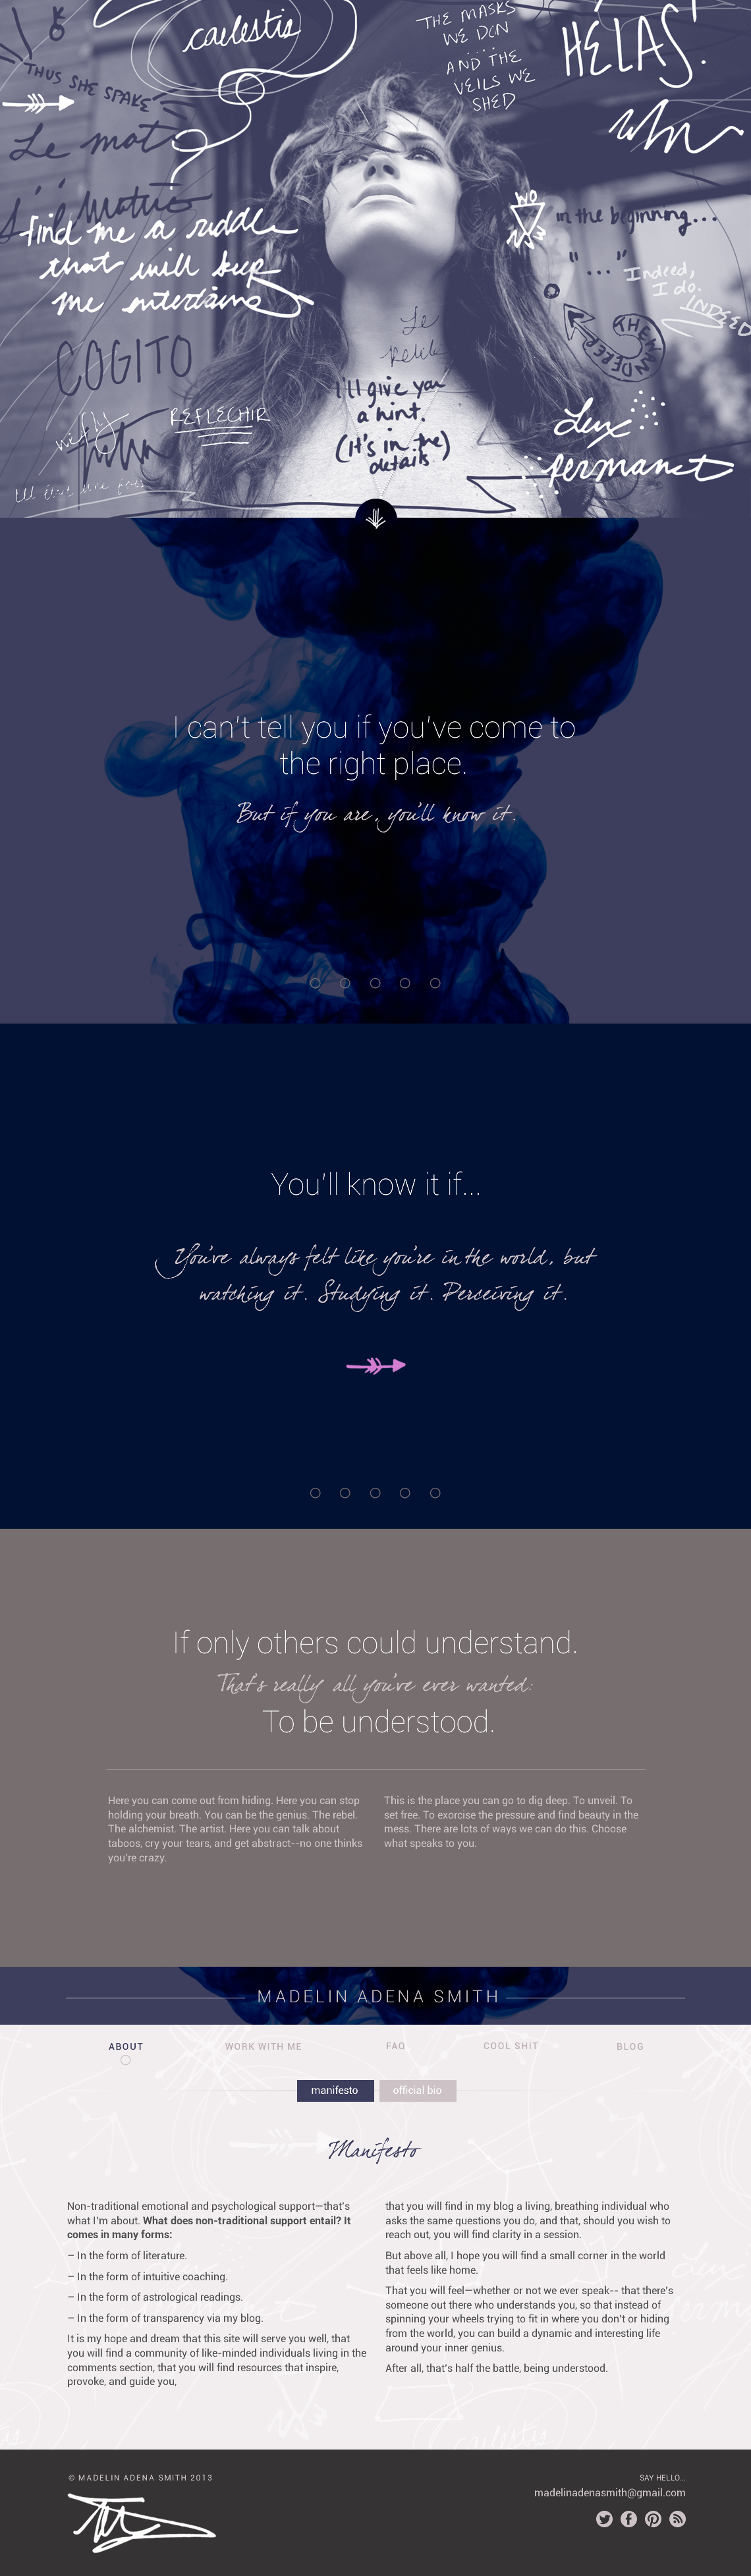 caelestis
THE MASKS
WE DON
....
AND THE
VEILS WE
SHED
HELAS!
THUS SHE SPAKE
Le mot
find me a riddle
that will keep
me entertained
WO
in the beginning...
" ... "
Indeed,
I do.
INDEED
THE WANDERER
COGITO
REFLECHIR
Le
I'll give you
a hint.
(It's in the)
details.
I can't tell you if you've come to
the right place.
But if you are, you'll know it.
You'll know it if...
You've always felt like you're in the world, but
watching it. Studying it. Perceiving it.
If only others could understand.
That's really all you've ever wanted:
To be understood.
Here you can come out from hiding. Here you can stop
holding your breath. You can be the genius. The rebel.
The alchemist. The artist. Here you can talk about
taboos, cry your tears, and get abstract--no one thinks
you're crazy.
This is the place you can go to dig deep. To unveil. To
set free. To exorcise the pressure and find beauty in the
mess. There are lots of ways we can do this. Choose
what speaks to you.
MADELIN ADENA SMITH
ABOUT
WORK WITH ME
FAQ
COOL SHIT
BLOG
manifesto
official bio
Manifesto
Non-traditional emotional and psychological support—that's
what I'm about. What does non-traditional support entail? It
comes in many forms:
– In the form of literature.
– In the form of intuitive coaching.
– In the form of astrological readings.
– In the form of transparency via my blog.
It is my hope and dream that this site will serve you well, that
you will find a community of like-minded individuals living in the
comments section, that you will find resources that inspire,
provoke, and guide you,
that you will find in my blog a living, breathing individual who
asks the same questions you do, and that, should you wish to
reach out, you will find clarity in a session.
But above all, I hope you will find a small corner in the world
that feels like home.
That you will feel—whether or not we ever speak-- that there's
someone out there who understands you, so that instead of
spinning your wheels trying to fit in where you don't or hiding
from the world, you can build a dynamic and interesting life
around your inner genius.
After all, that's half the battle, being understood.
© MADELIN ADENA SMITH 2013
SAY HELLO...
madelinadenasmith@gmail.com